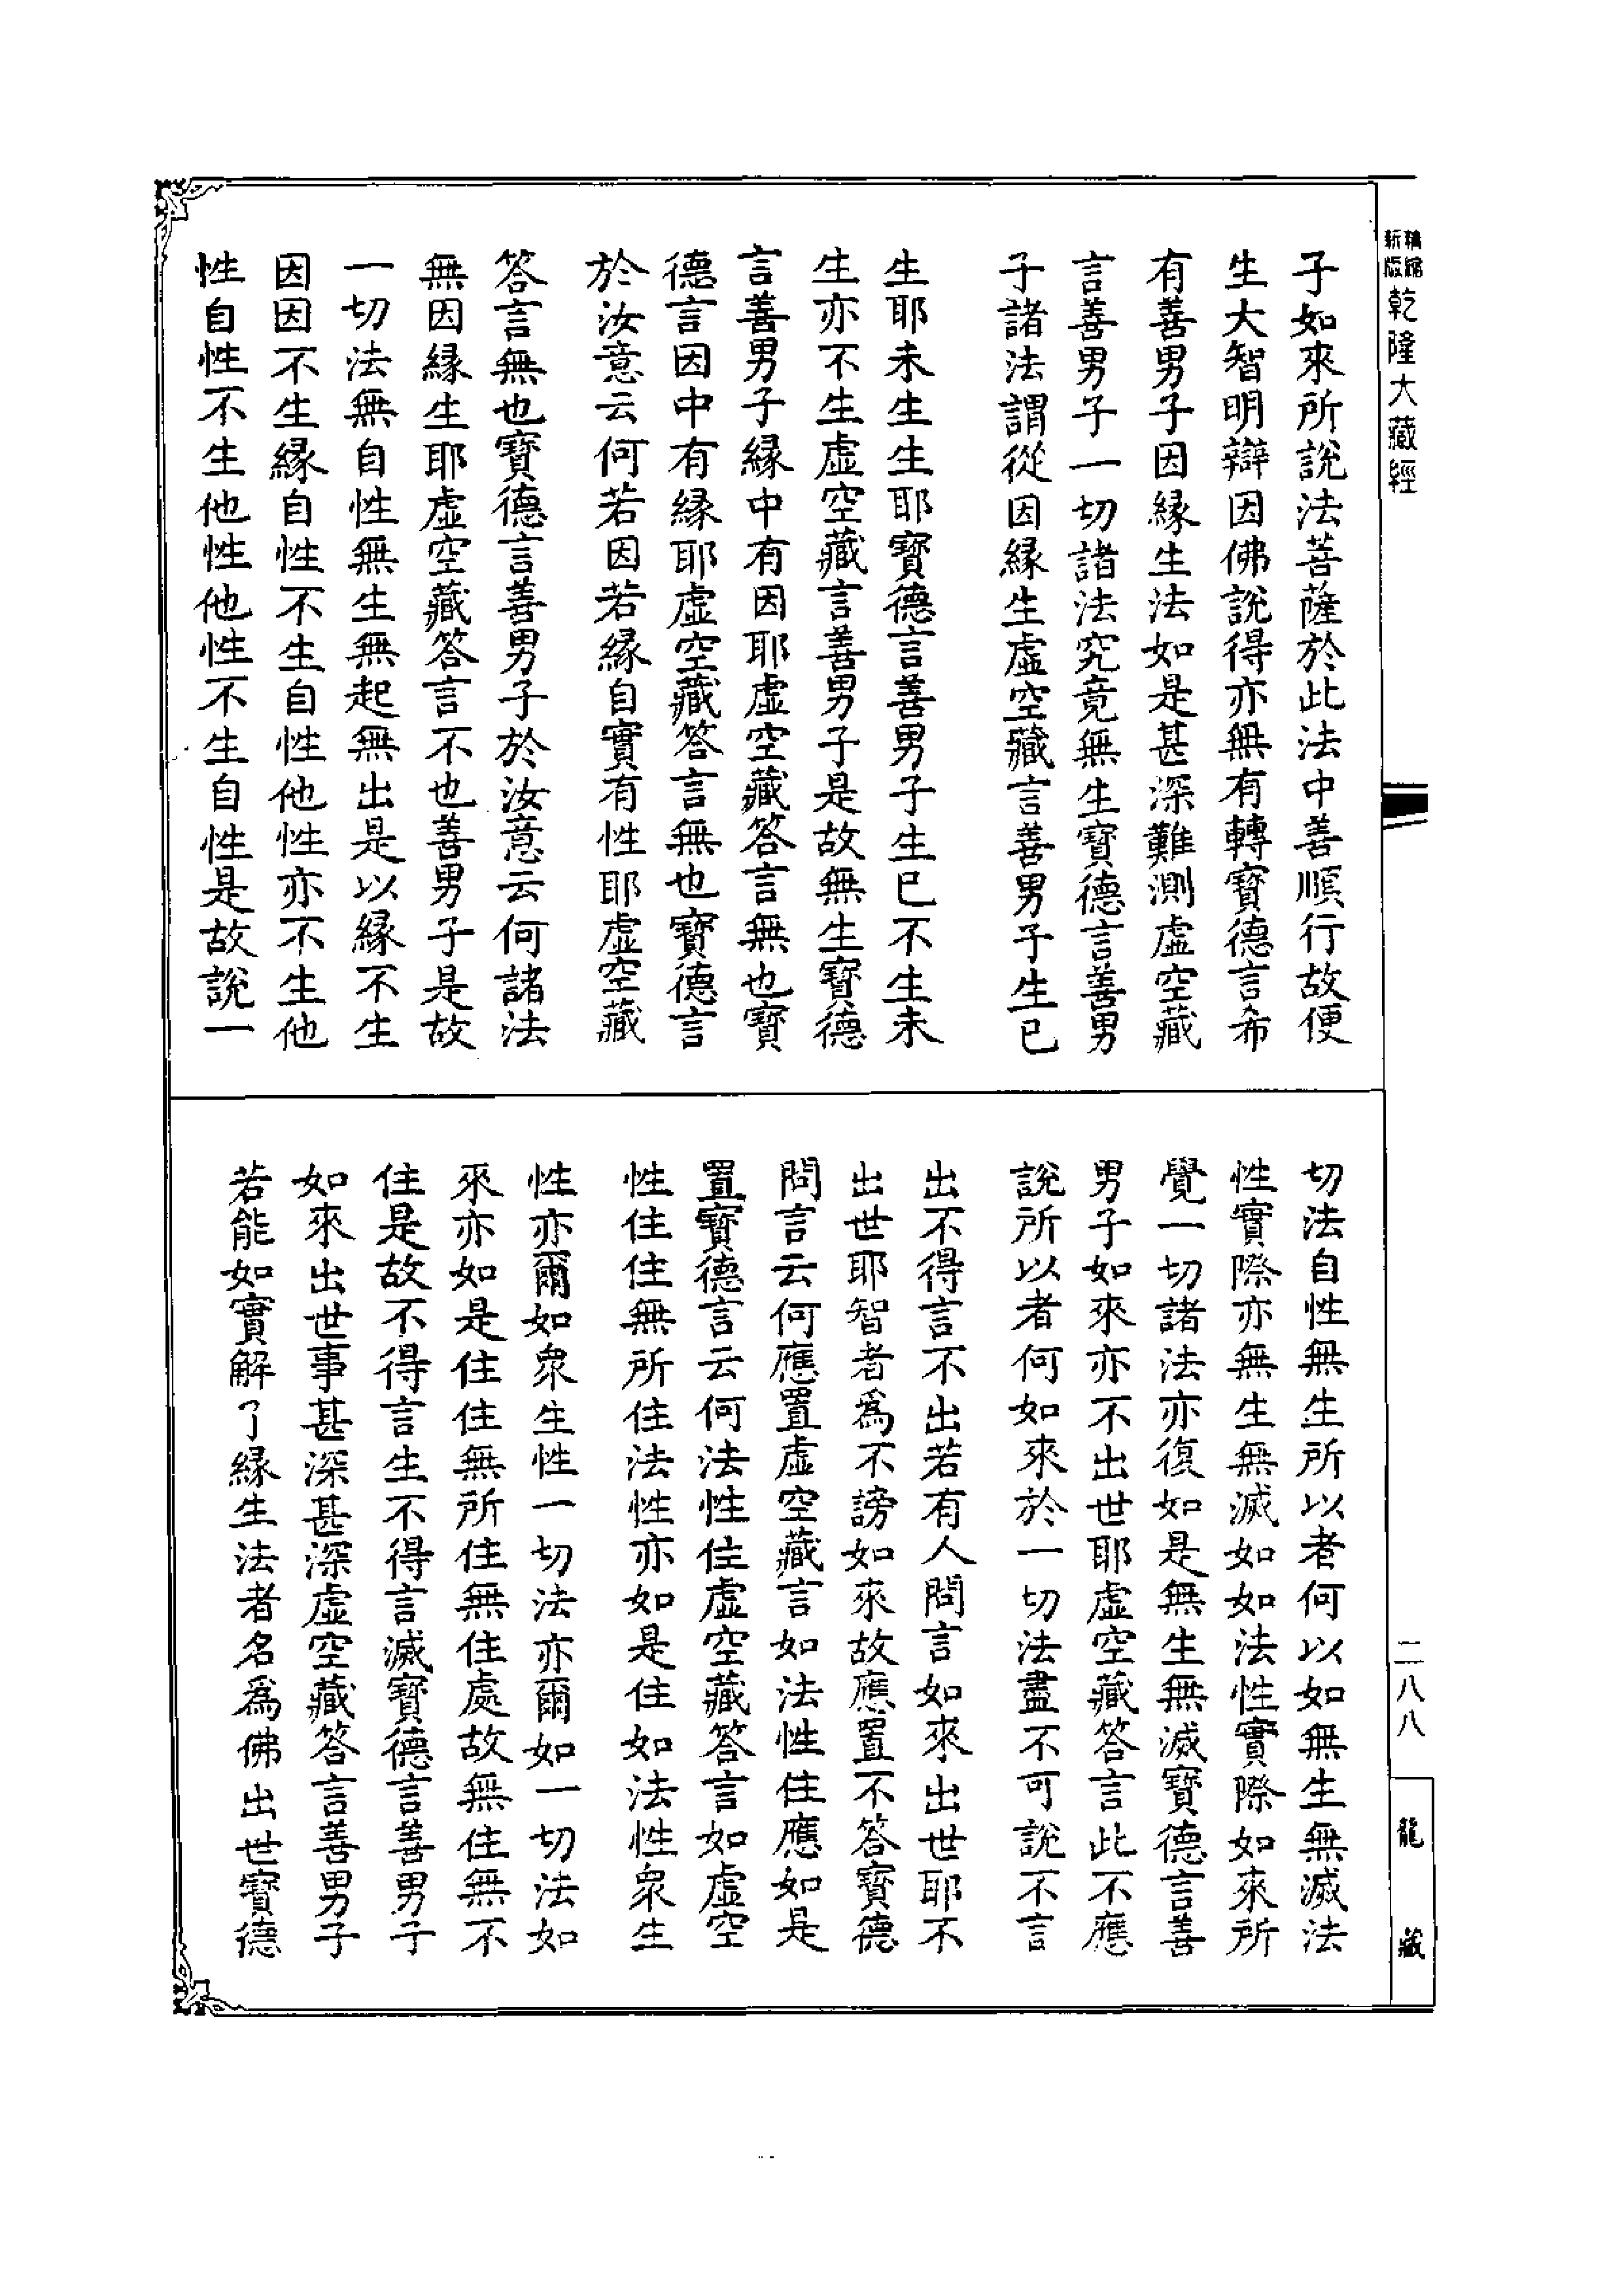 精縮
新版
乾隆大藏經
子如來所說法菩薩於此法中善順行故便
生大智明辯因佛說得亦無有轉寶德言希
有善男子因緣生法如是甚深難測虛空藏
言善男子一切諸法究竟無生寶德言善男
子諸法謂從因緣生虛空藏言善男子生已
生耶未生生耶寶德言善男子生已不生未
生亦不生虛空藏言善男子是故無生寶德
言善男子緣中有因耶虛空藏答言無也寶
德言因中有緣耶虛空藏答言無也寶德言
於汝意云何若因若緣自實有性耶虛空藏
答言無也寶德言善男子於汝意云何諸法
無因緣生耶虛空藏答言不也善男子是故
一切法無自性無生無起無出是以緣不生
因因不生緣自性不生自性他性亦不生他
性自性不生他性他性不生自性是故說一
切法自性無生所以者何以如無生無滅法
性實際亦無生無滅如如法性實際如來所
覺一切諸法亦復如是無生無滅寶德言善
男子如來亦不出世耶虛空藏答言此不應
說所以者何如來於一切法盡不可說不言
出不得言不出若有人問言如來出世耶不
出世耶智者為不謗如來故應置不答寶德
問言云何應置虛空藏言如法性住應如是
置寶德言云何法性住虛空藏答言如虛空
性住住無所住法性亦如是住如法性眾生
性亦爾如眾生性一切法亦爾如一切法如
來亦如是住住無所住無住處故無住無不
住是故不得言生不得言滅寶德言善男子
如來出世事甚深甚深虛空藏答言善男子
若能如實解了緣生法者名為佛出世寶德
二八八
龍藏